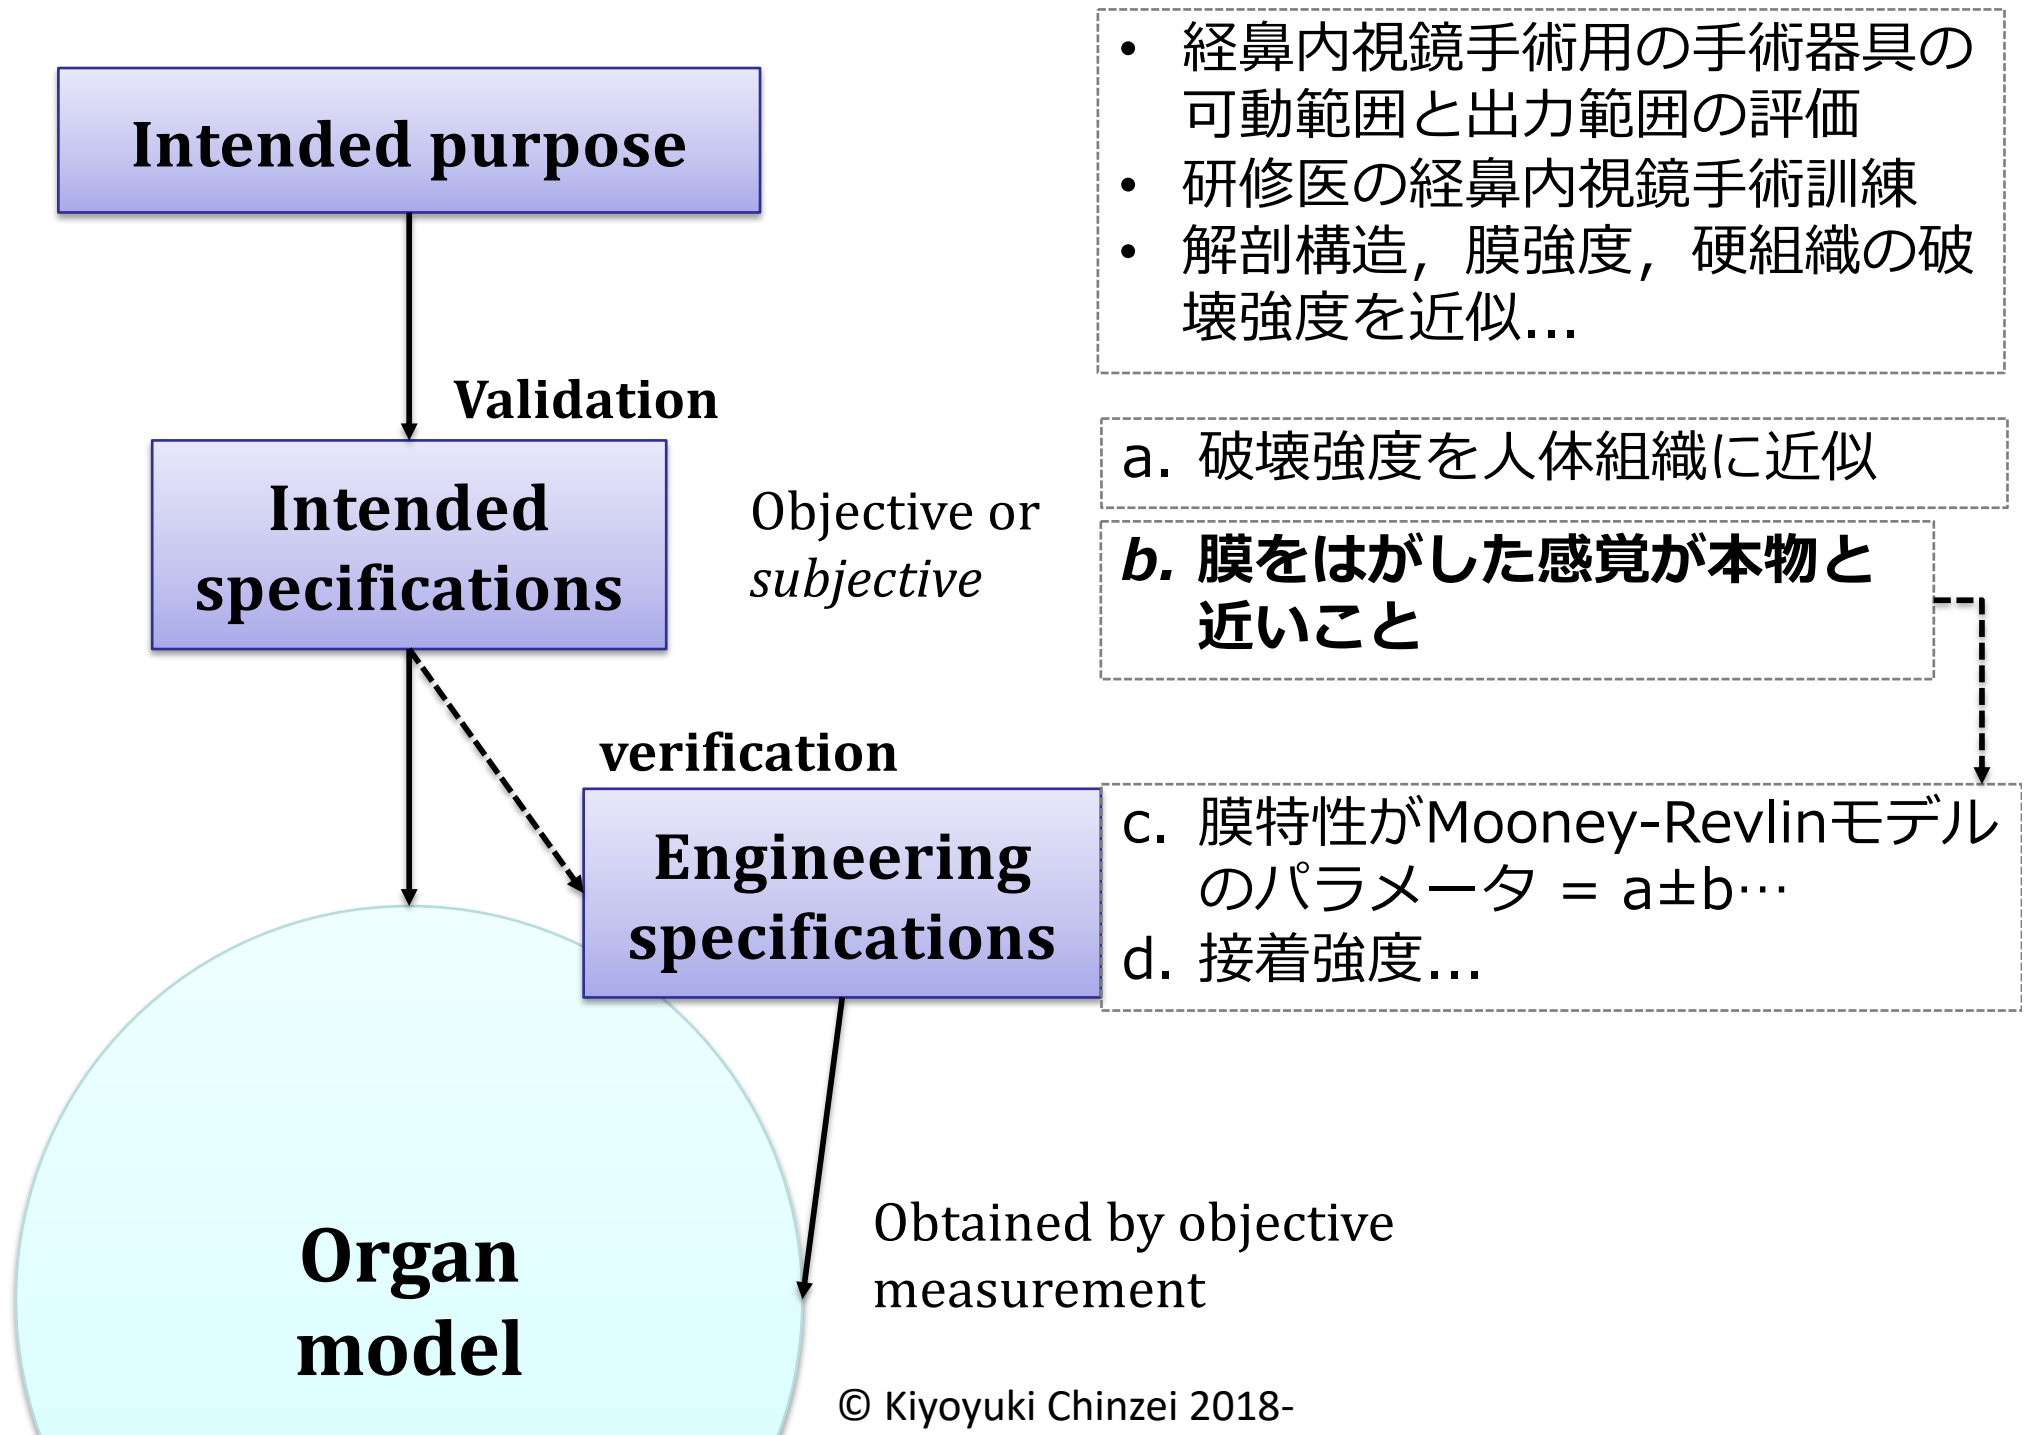 Intended purpose
• 経鼻内視鏡手術用の手術器具の
可動範囲と出力範囲の評価
• 研修医の経鼻内視鏡手術訓練
• 解剖構造，膜強度，硬組織の破
壊強度を近似…
Validation
Intended
specifications
Objective or
subjective
a. 破壊強度を人体組織に近似
b. 膜をはがした感覚が本物と
近いこと
verification
Engineering
specifications
c. 膜特性がMooney-Revlinモデル
のパラメータ = a±b…
d. 接着強度…
Organ
model
Obtained by objective
measurement
© Kiyoyuki Chinzei 2018-